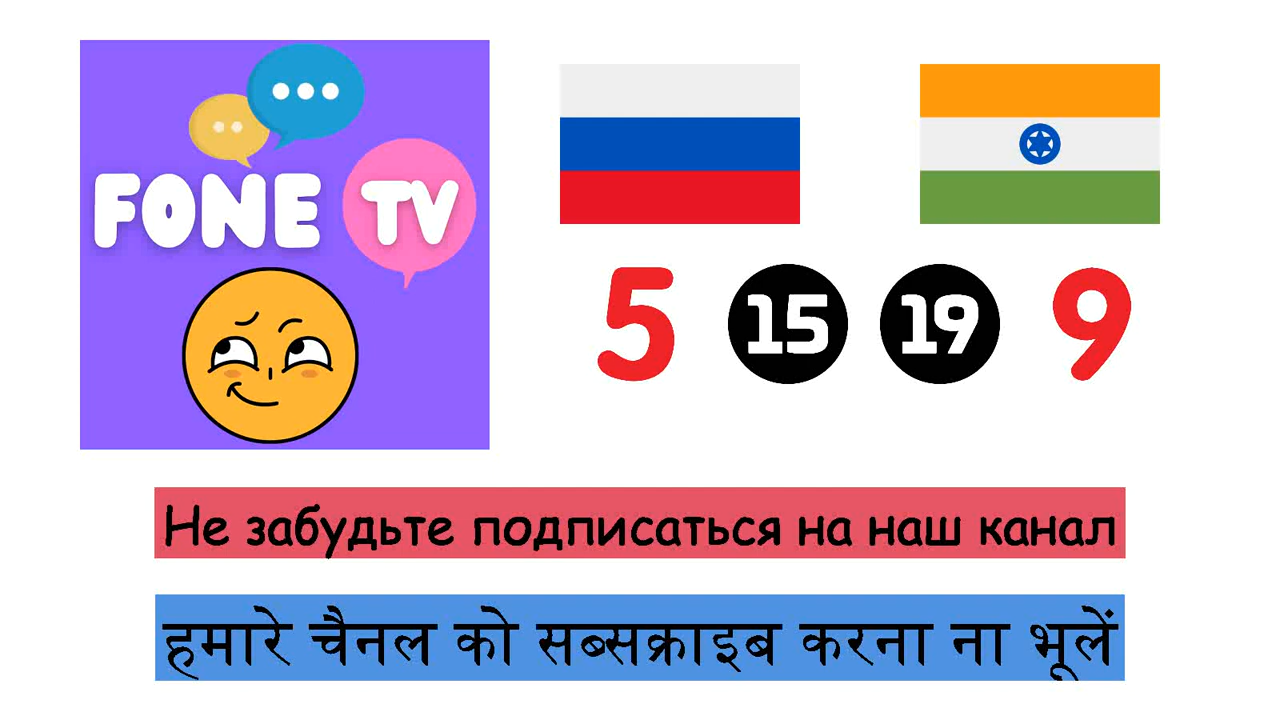 FONE TV
5 15 19 9
Не забудьте подписаться на наш канал
हमारे चैनल को सब्सक्राइब करना ना भूलें